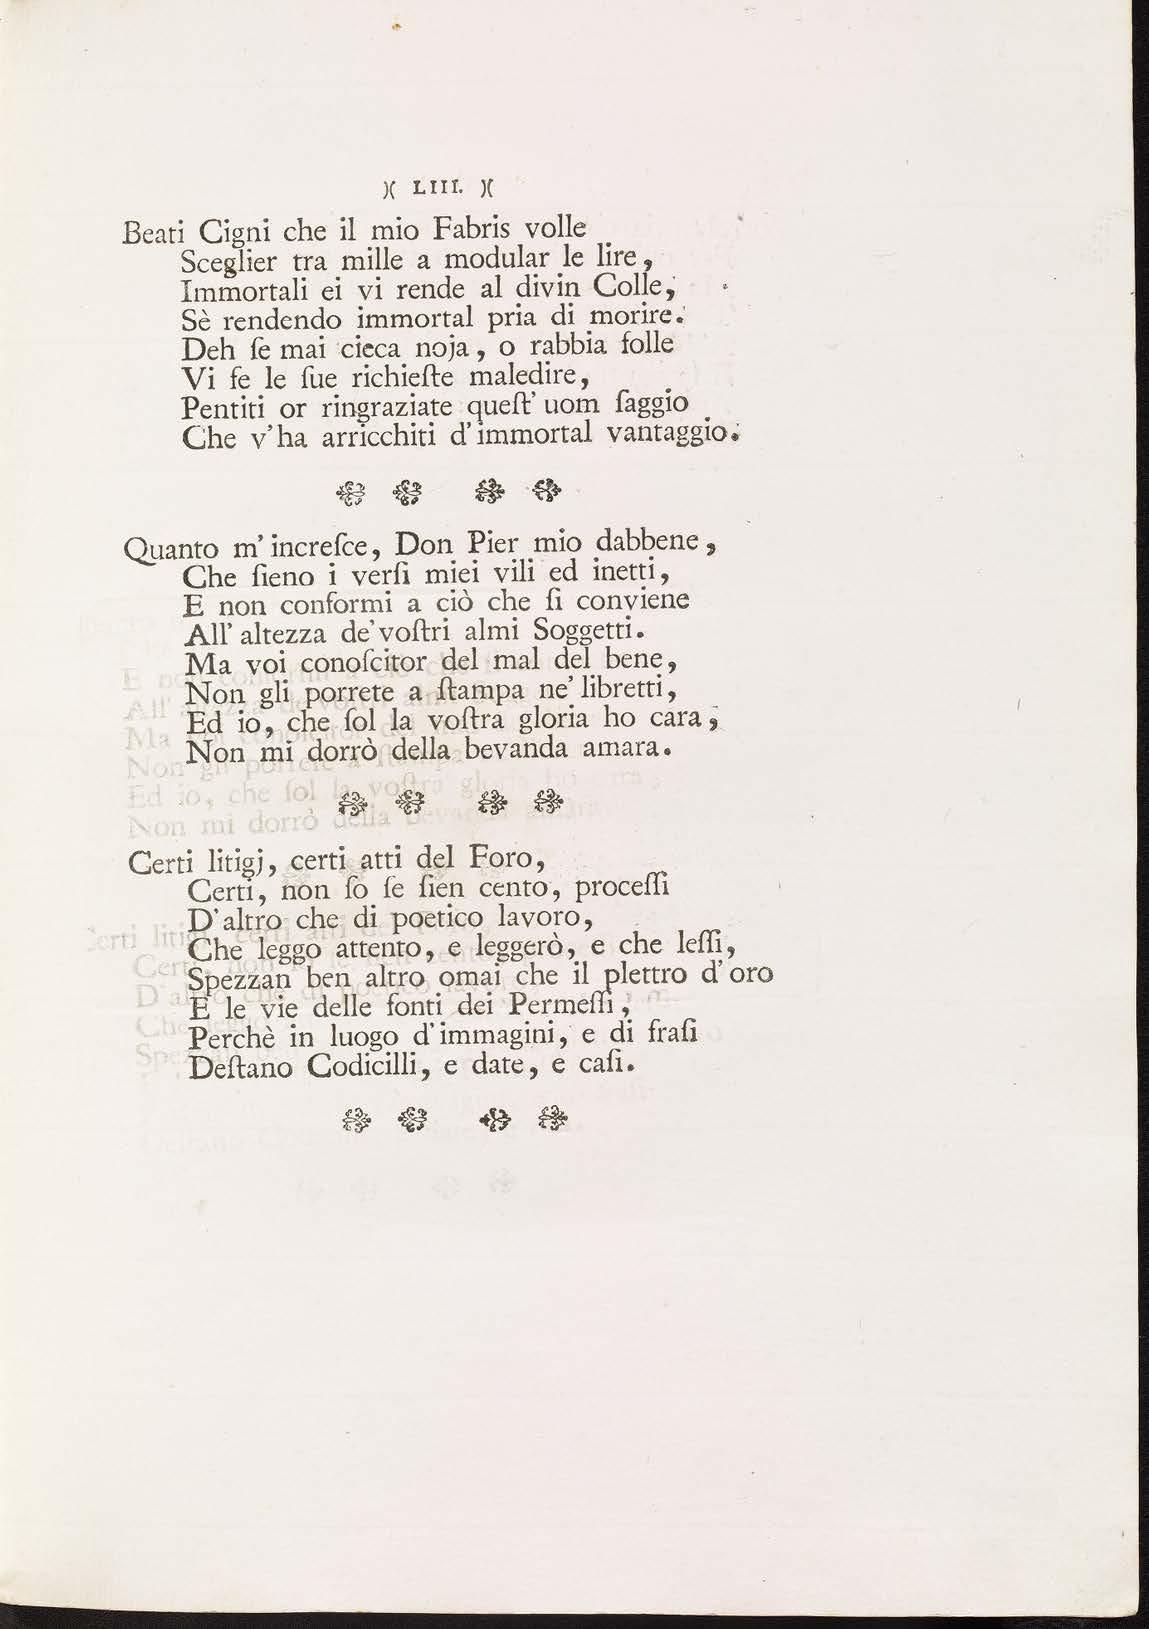 )( LIII. )(
Beati Cigni che il mio Fabris volle
Sceglier tra mille a modular le lire,
Immortali ei vi rende al divin Colle,
Sè rendendo immortal pria di morire.
Deh ſe mai cieca noja, o rabbia folle
Vi fe le ſue richieſte maledire,
Pentiti or ringraziate queſt' uom ſaggio
Che v'ha arricchiti d'immortal vantaggio.
Quanto m'increſce, Don Pier mio dabbene,
Che ſieno i verſi miei vili ed inetti,
E non conformi a ciò che ſi conviene
All' altezza de' voſtri almi Soggetti.
Ma voi conoſcitor del mal del bene,
Non gli porrete a ſtampa ne' libretti,
Ed io, che ſol la voſtra gloria ho cara,
Non mi dorrò della bevanda amara.
Certi litigj, certi atti del Foro,
Certi, non ſo ſe ſien cento, proceſſi
D'altro che di poetico lavoro,
Che leggo attento, e leggerò, e che leſſi,
Spezzan ben altro omai che il plettro d'oro
E le vie delle fonti dei Permeſſi,
Perchè in luogo d'immagini, e di fraſi
Deſtano Codicilli, e date, e caſi.